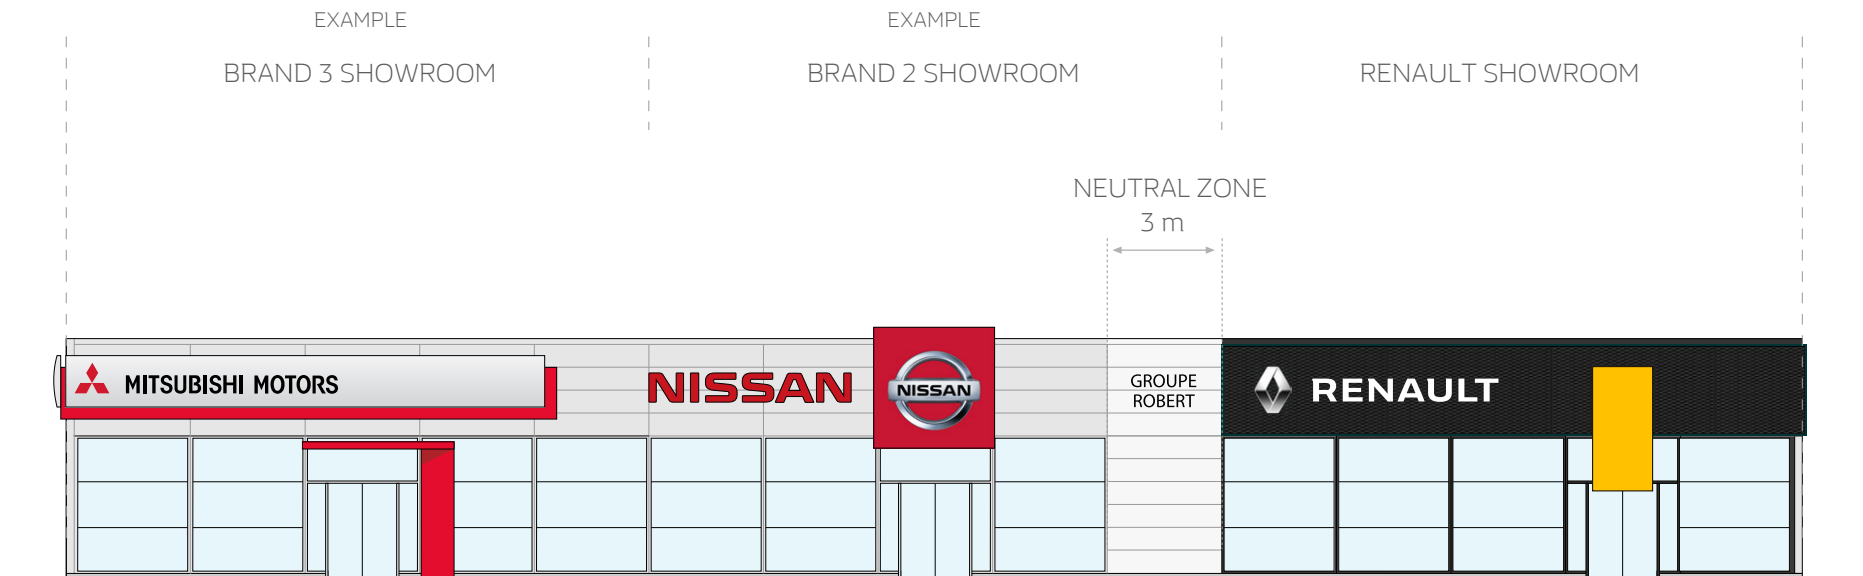 EXAMPLE
EXAMPLE
BRAND 3 SHOWROOM
BRAND 2 SHOWROOM
RENAULT SHOWROOM
NEUTRAL ZONE
3 m
MITSUBISHI MOTORS
NISSAN
NISSAN
GROUPE
ROBERT
RENAULT